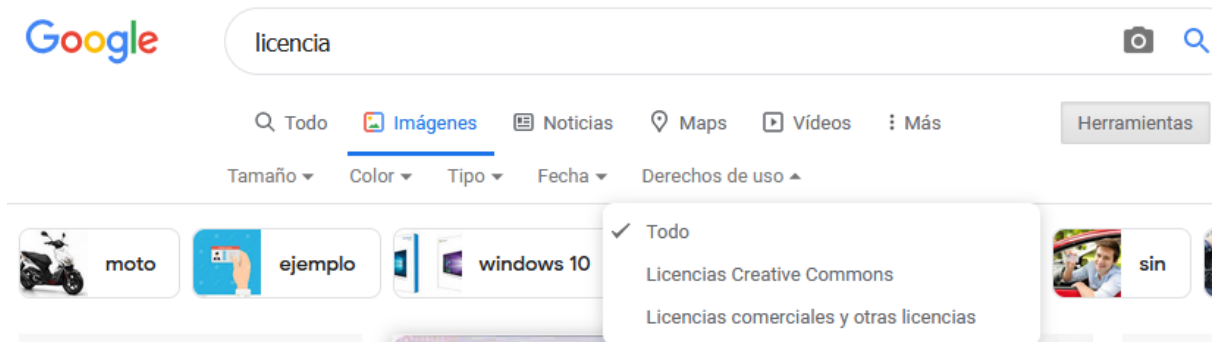 Google
licencia
Todo Imágenes Noticias Maps Vídeos Más Herramientas
Tamaño Color Tipo Fecha Derechos de uso
Todo
moto ejemplo windows 10 sin
Licencias Creative Commons
Licencias comerciales y otras licencias